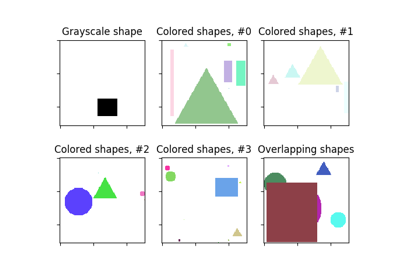 Grayscale shape
Colored shapes, #0
Colored shapes, #1
Colored shapes, #2
Colored shapes, #3
Overlapping shapes